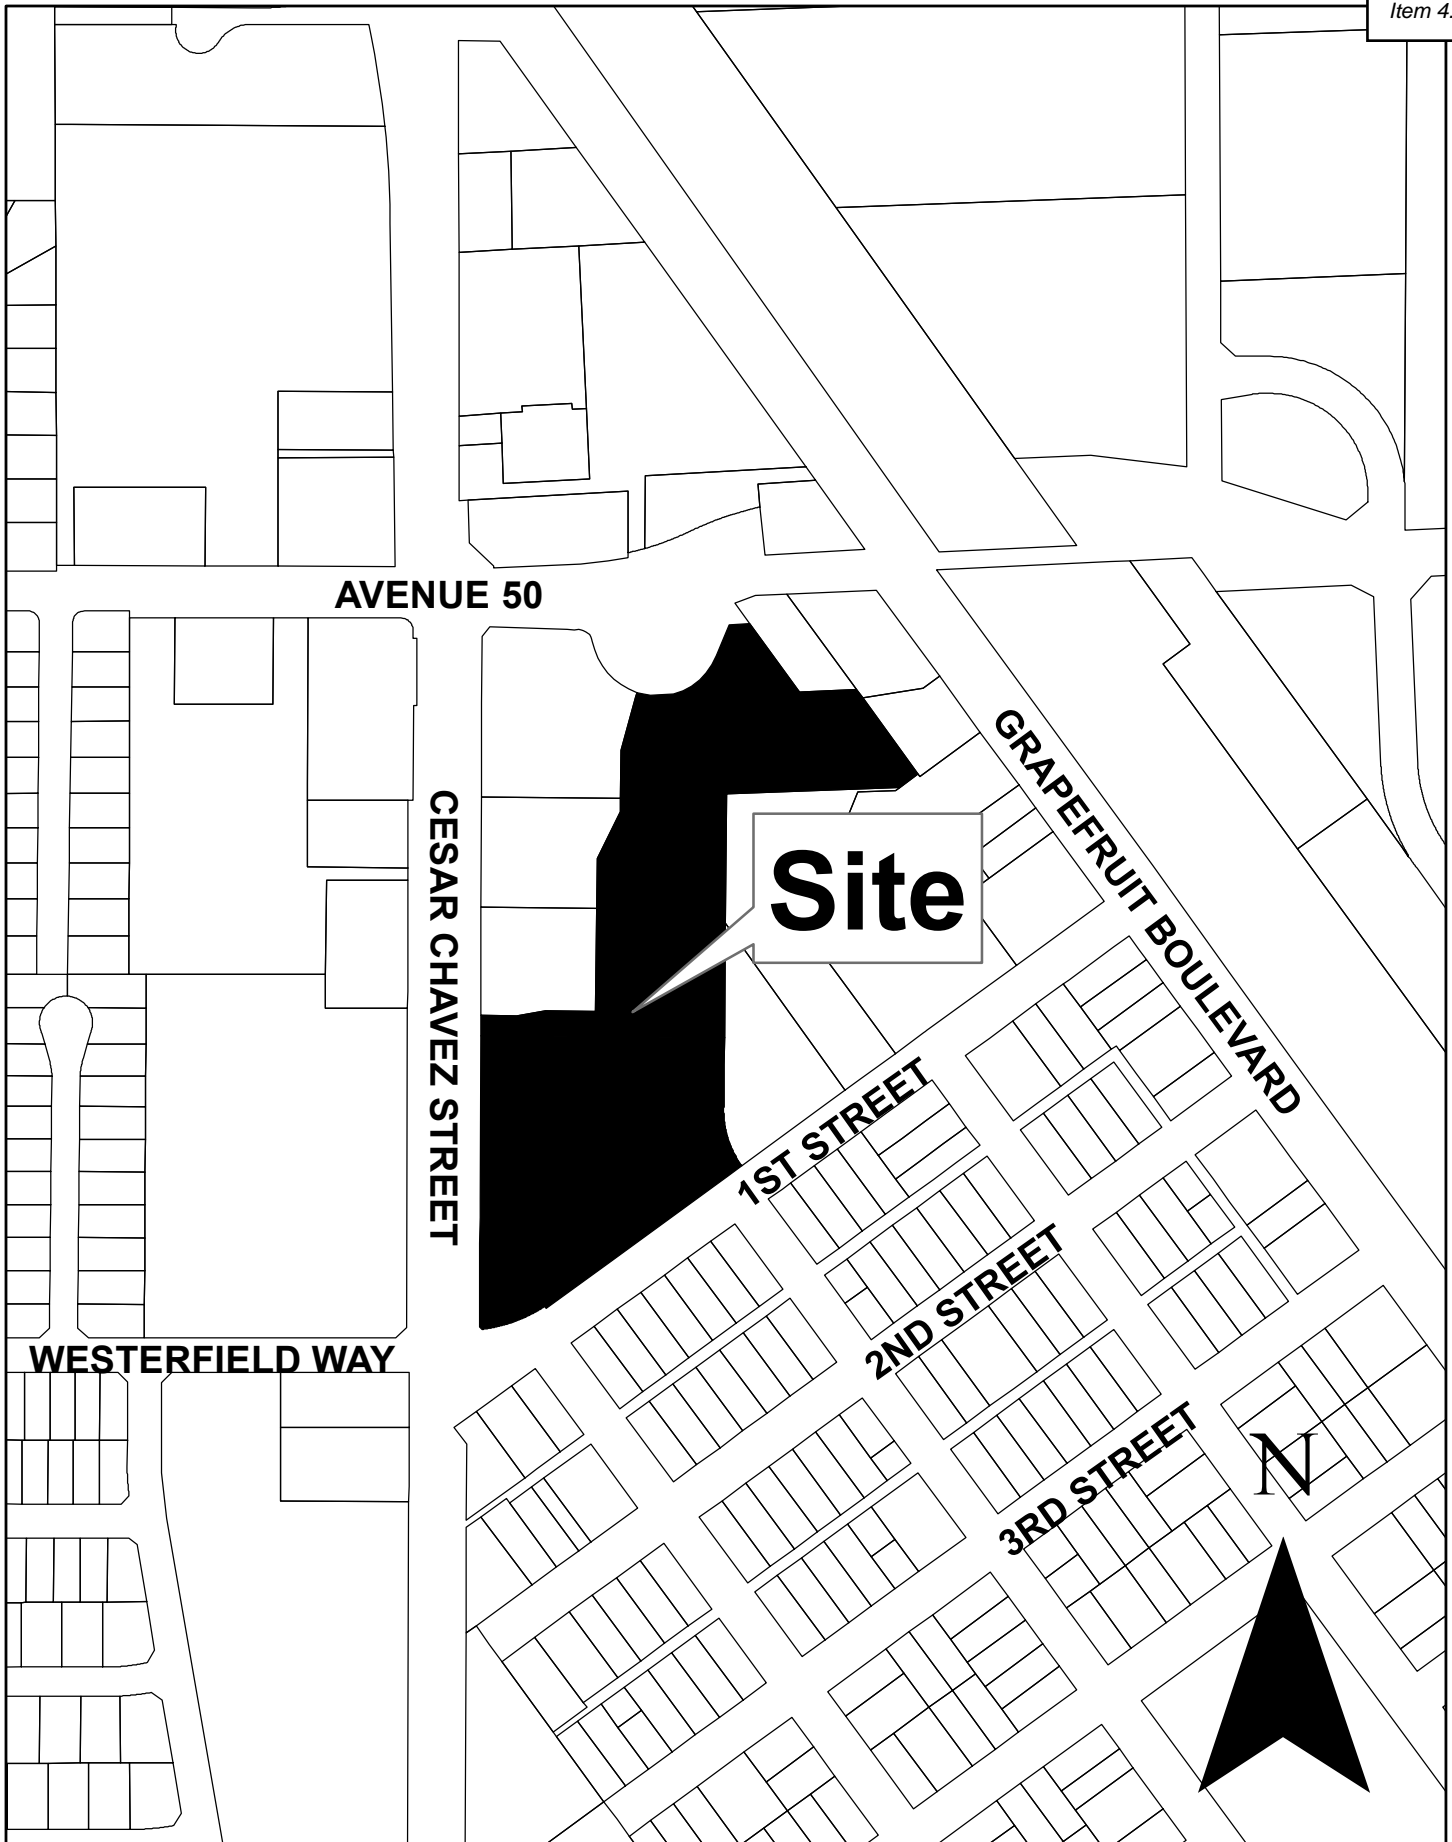 Item 4.
AVENUE 50
GRAPEFRUIT BOULEVARD
CESAR CHAVEZ STREET
Site
1ST STREET
2ND STREET
WESTERFIELD WAY
3RD STREET
N